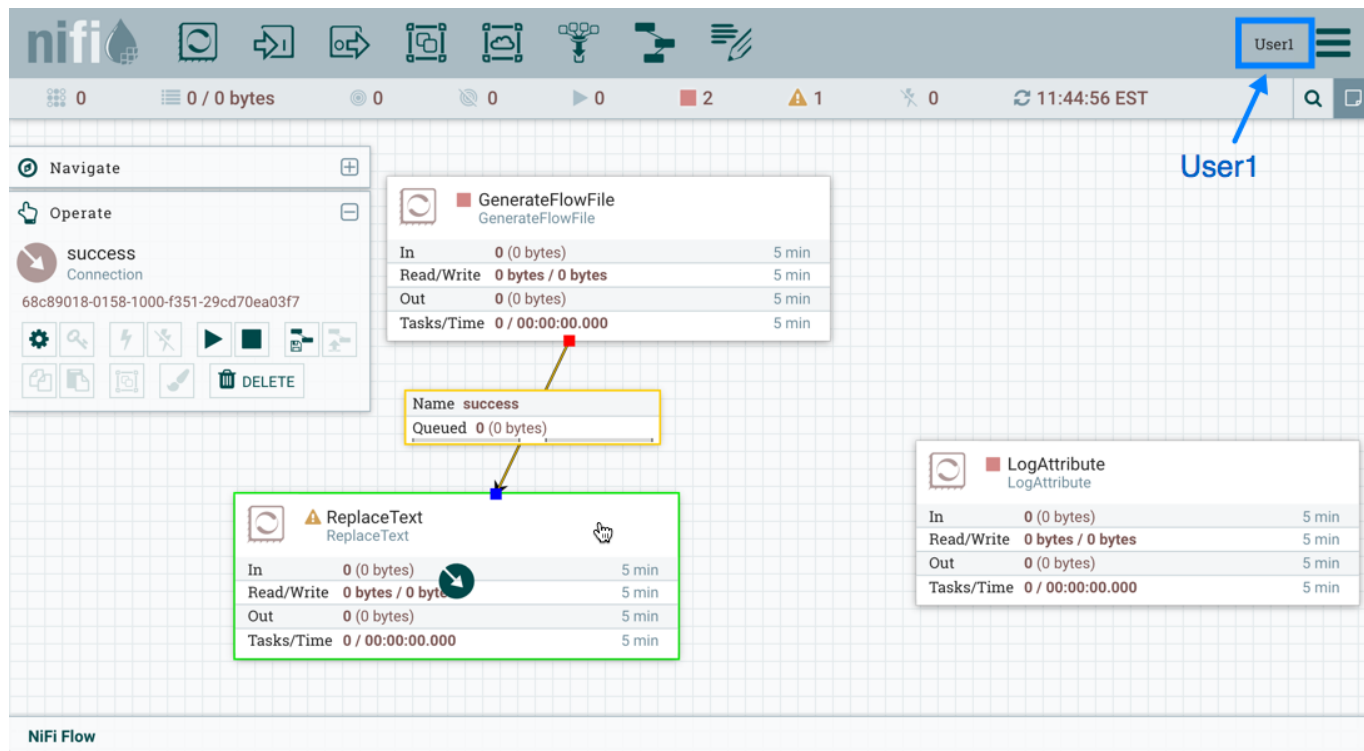 nifi
User1
0
0 / 0 bytes
0
0
0
2
1
0
11:44:56 EST
User1
Navigate
Operate
success
Connection
68c89018-0158-1000-f351-29cd70ea03f7
DELETE
GenerateFlowFile
GenerateFlowFile
In 0 (0 bytes) 5 min
Read/Write 0 bytes / 0 bytes 5 min
Out 0 (0 bytes) 5 min
Tasks/Time 0 / 00:00:00.000 5 min
Name success
Queued 0 (0 bytes)
LogAttribute
LogAttribute
In 0 (0 bytes) 5 min
Read/Write 0 bytes / 0 bytes 5 min
Out 0 (0 bytes) 5 min
Tasks/Time 0 / 00:00:00.000 5 min
ReplaceText
ReplaceText
In 0 (0 bytes) 5 min
Read/Write 0 bytes / 0 5 min
Out 0 (0 bytes) 5 min
Tasks/Time 0 / 00:00:00.000 5 min
NiFi Flow